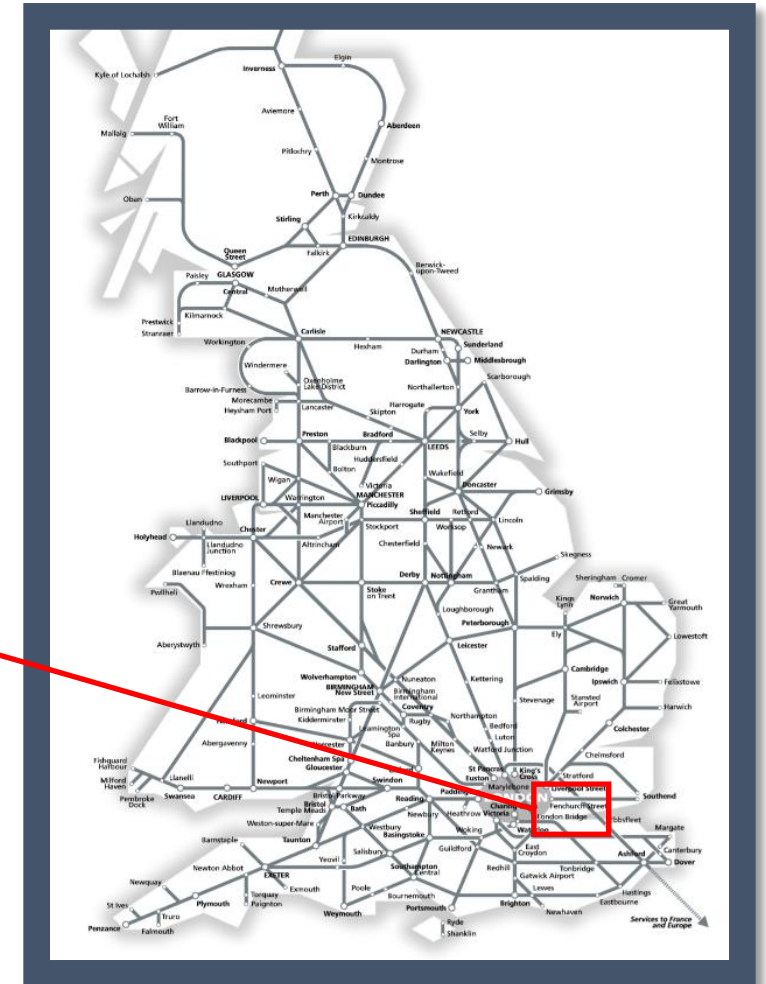 Elgin
Inverness
Kyle of Lochalsh
Aviemore
Fort
William
Aberdeen
Mallaig
Pitlochry
Montrose
Perth
Dundee
Oban
Stirling
Kirkcaldy
EDINBURGH
Queen
Street
Falkirk
Berwick-
upon-Tweed
Paisley
GLASGOW
Central
Motherwell
Prestwick
Kilmarnock
Stranraer
Carlisle
NEWCASTLE
Workington
Hexham
Durham
Sunderland
Darlington
Middlesbrough
Windermere
Scarborough
Oxenholme
Lake District
Northallerton
Barrow-in-Furness
Morecambe
Heysham Port
Lancaster
Harrogate
Skipton
York
Blackpool
Preston
Bradford
Selby
Hull
Blackburn
LEEDS
Southport
Huddersfield
Bolton
Wakefield
Wigan
Victoria
Doncaster
LIVERPOOL
Warrington
MANCHESTER
Piccadilly
Grimsby
Manchester
Airport
Sheffield
Retford
Llandudno
Chester
Stockport
Worksop
Lincoln
Holyhead
Llandudno
Junction
Altrincham
Chesterfield
Newark
Skegness
Blaenau Ffestiniog
Wrexham
Crewe
Derby
Nottingham
Spalding
Sheringham
Cromer
Pwllheli
Stoke
on Trent
Grantham
Kings
Lynn
Norwich
Great
Yarmouth
Loughborough
Shrewsbury
Peterborough
Ely
Lowestoft
Aberystwyth
Stafford
Leicester
Wolverhampton
Nuneaton
Kettering
Cambridge
BIRMINGHAM
New Street
Birmingham
International
Ipswich
Felixstowe
Leominster
Birmingham Moor Street
Coventry
Stevenage
Stansted
Airport
Harwich
Kidderminster
Rugby
Northampton
Hereford
Leamington
Spa
Bedford
Colchester
Abergavenny
Worcester
Banbury
Milton
Keynes
Luton
Watford Junction
Chelmsford
Cheltenham Spa
Gloucester
St Pancras
King's
Cross
Fishguard
Harbour
Euston
Stratford
Milford
Haven
Llanelli
Newport
Swindon
Marylebone
Liverpool Street
Pembroke
Dock
Swansea
CARDIFF
Bristol Parkway
Reading
Paddington
Charing
Fenchurch Street
Southend
Bristol
Temple Meads
Bath
Newbury
Heathrow
Victoria
London Bridge
Weston-super-Mare
Westbury
Basingstoke
Woking
Waterloo
Margate
Barnstaple
Taunton
Salisbury
Guildford
East
Croydon
Canterbury
Newton Abbot
Yeovil
Southampton
Central
Redhill
Tonbridge
Ashford
Dover
Newquay
EXETER
Gatwick Airport
Exmouth
Poole
Lewes
Hastings
St Ives
Plymouth
Torquay
Paignton
Bournemouth
Brighton
Eastbourne
Truro
Weymouth
Portsmouth
Newhaven
Penzance
Falmouth
Ryde
Shanklin
Services to France
and Europe